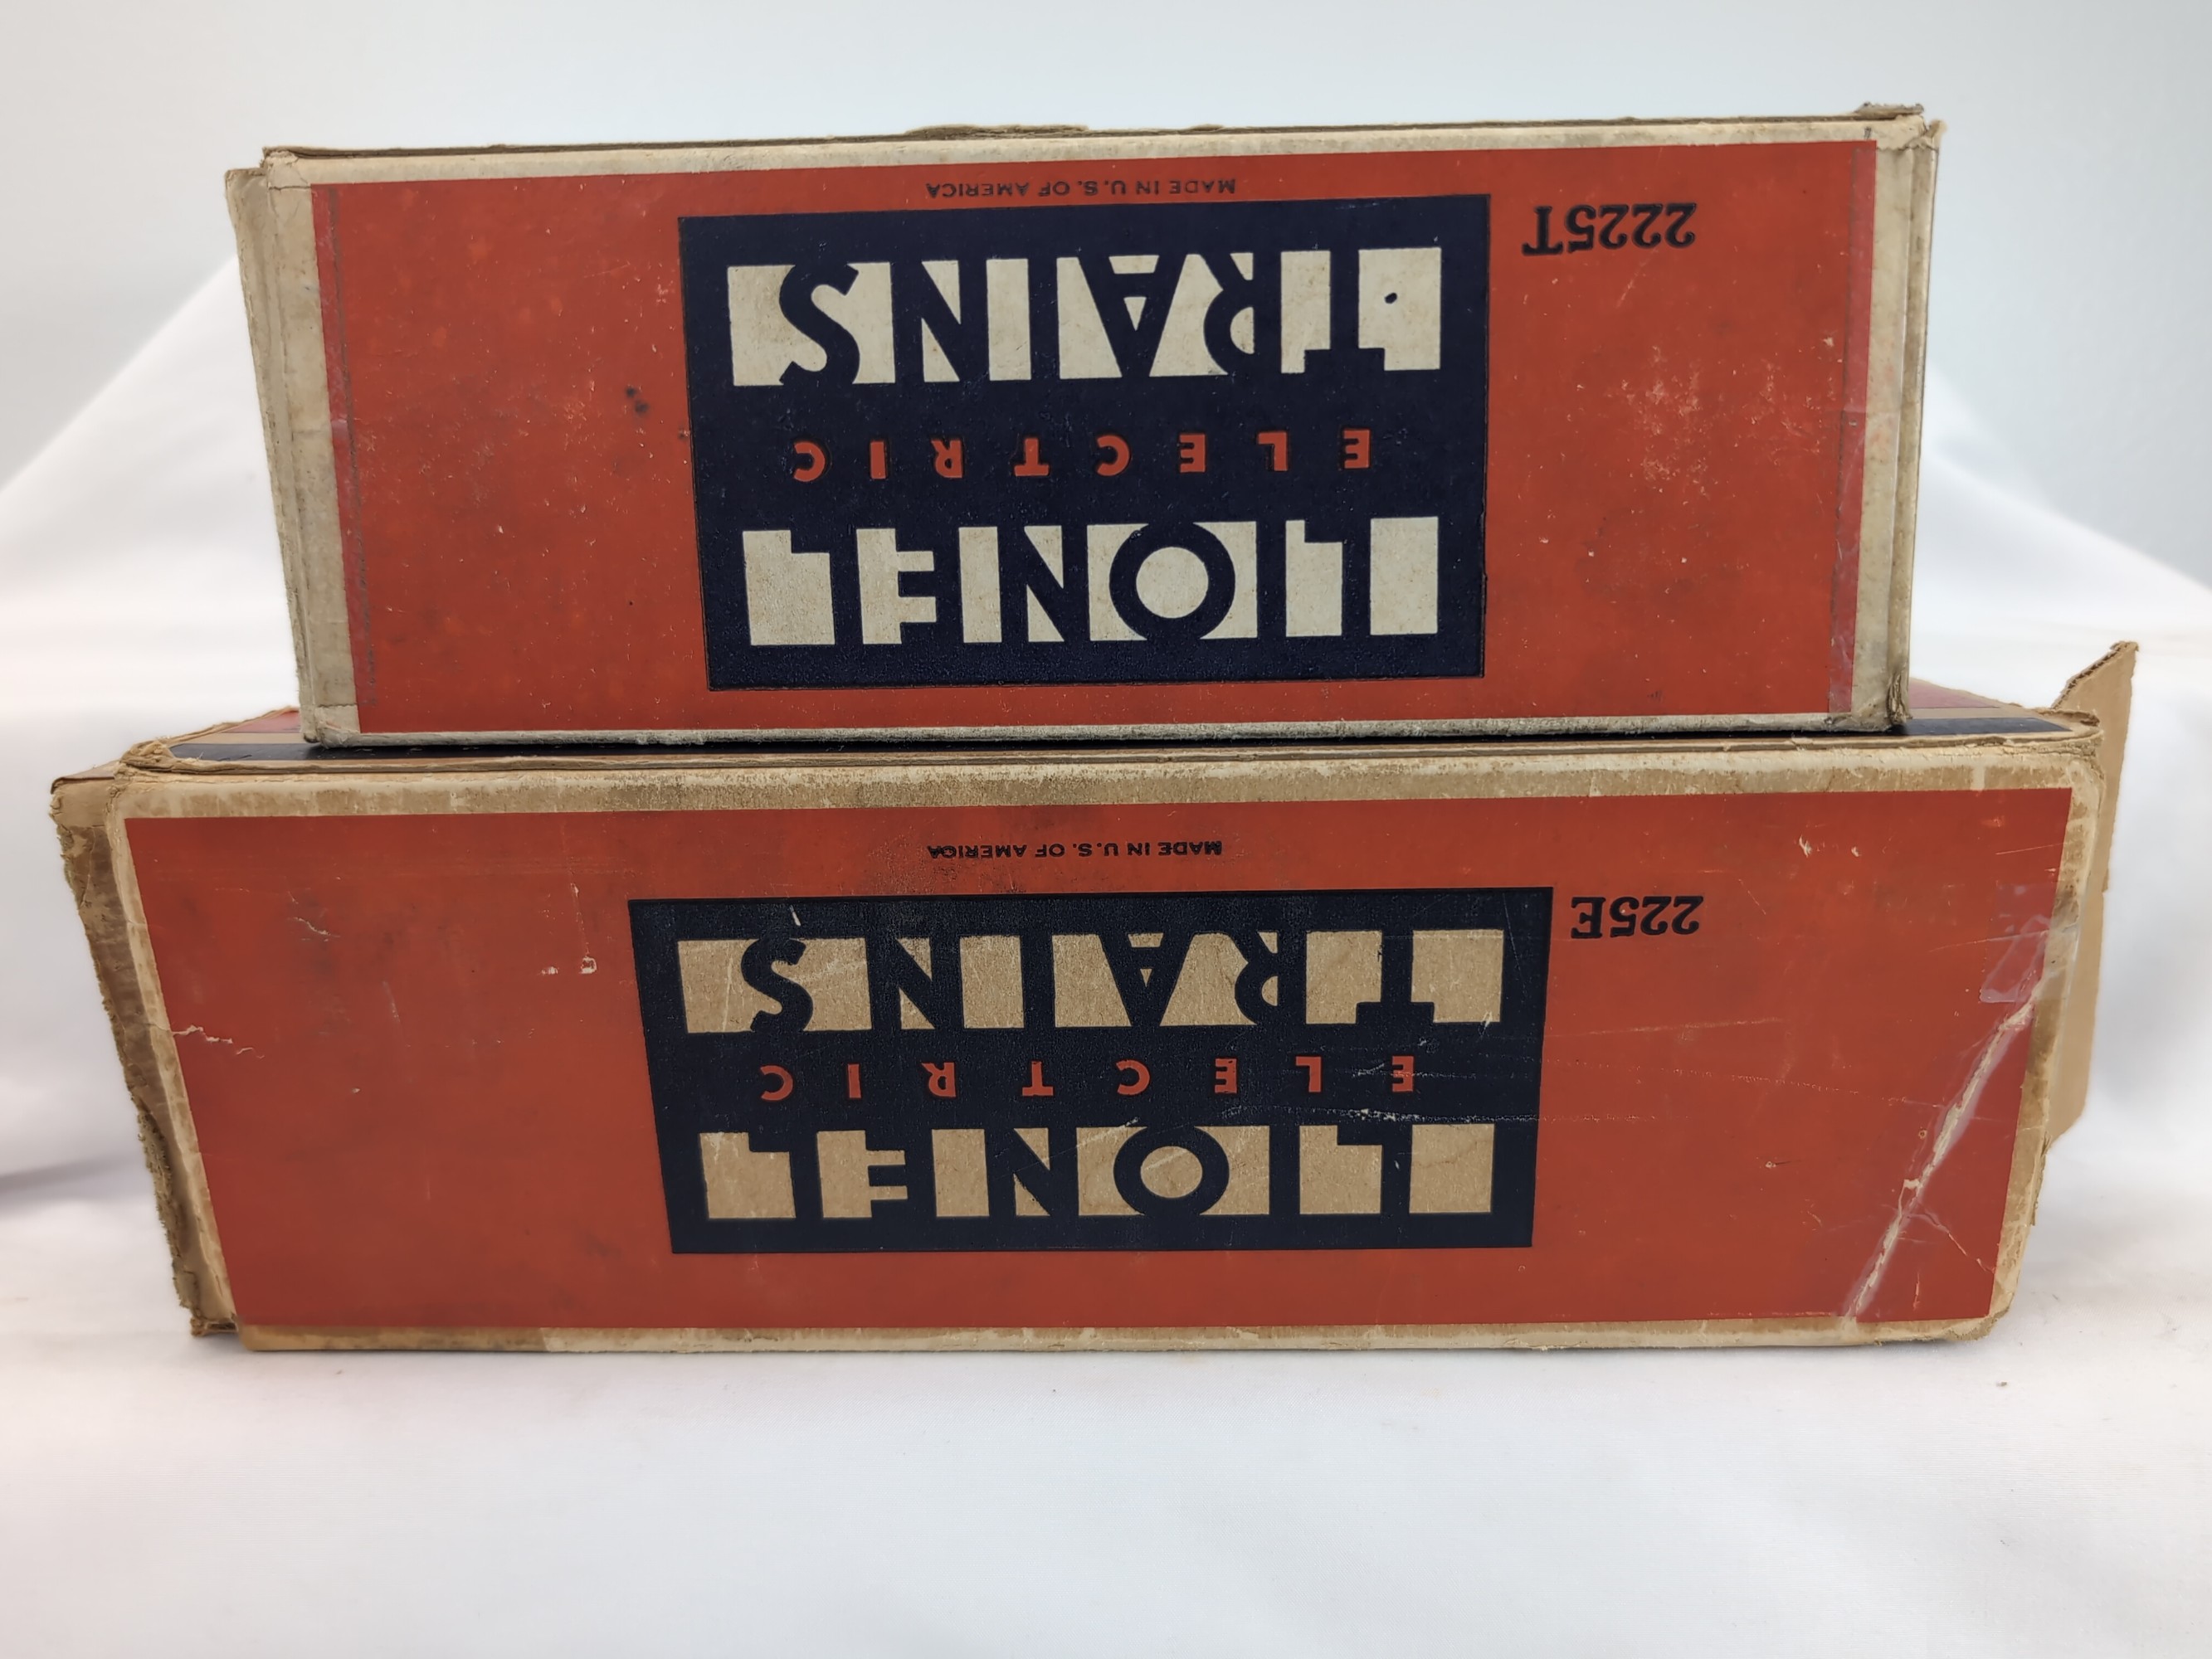 2225T
LIONEL
ELECTRIC
TRAINS
MADE IN U.S. OF AMERICA
225E
LIONEL
ELECTRIC
TRAINS
MADE IN U.S. OF AMERICA